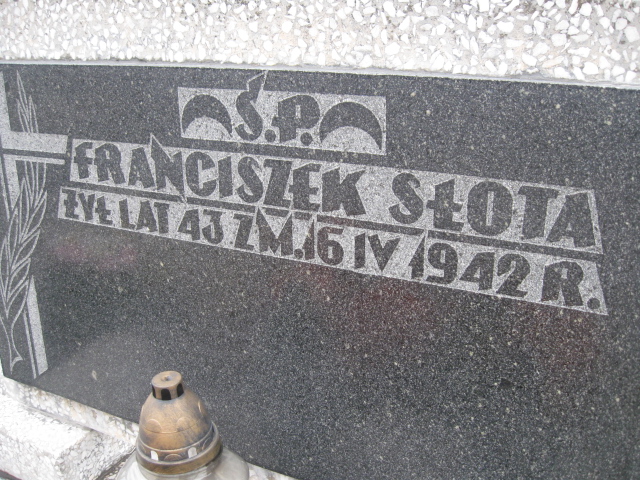 Ś.P.
FRANCISZEK SŁOTA
ŻYŁ LAT 43 ZM. 16 IV 1942 R.